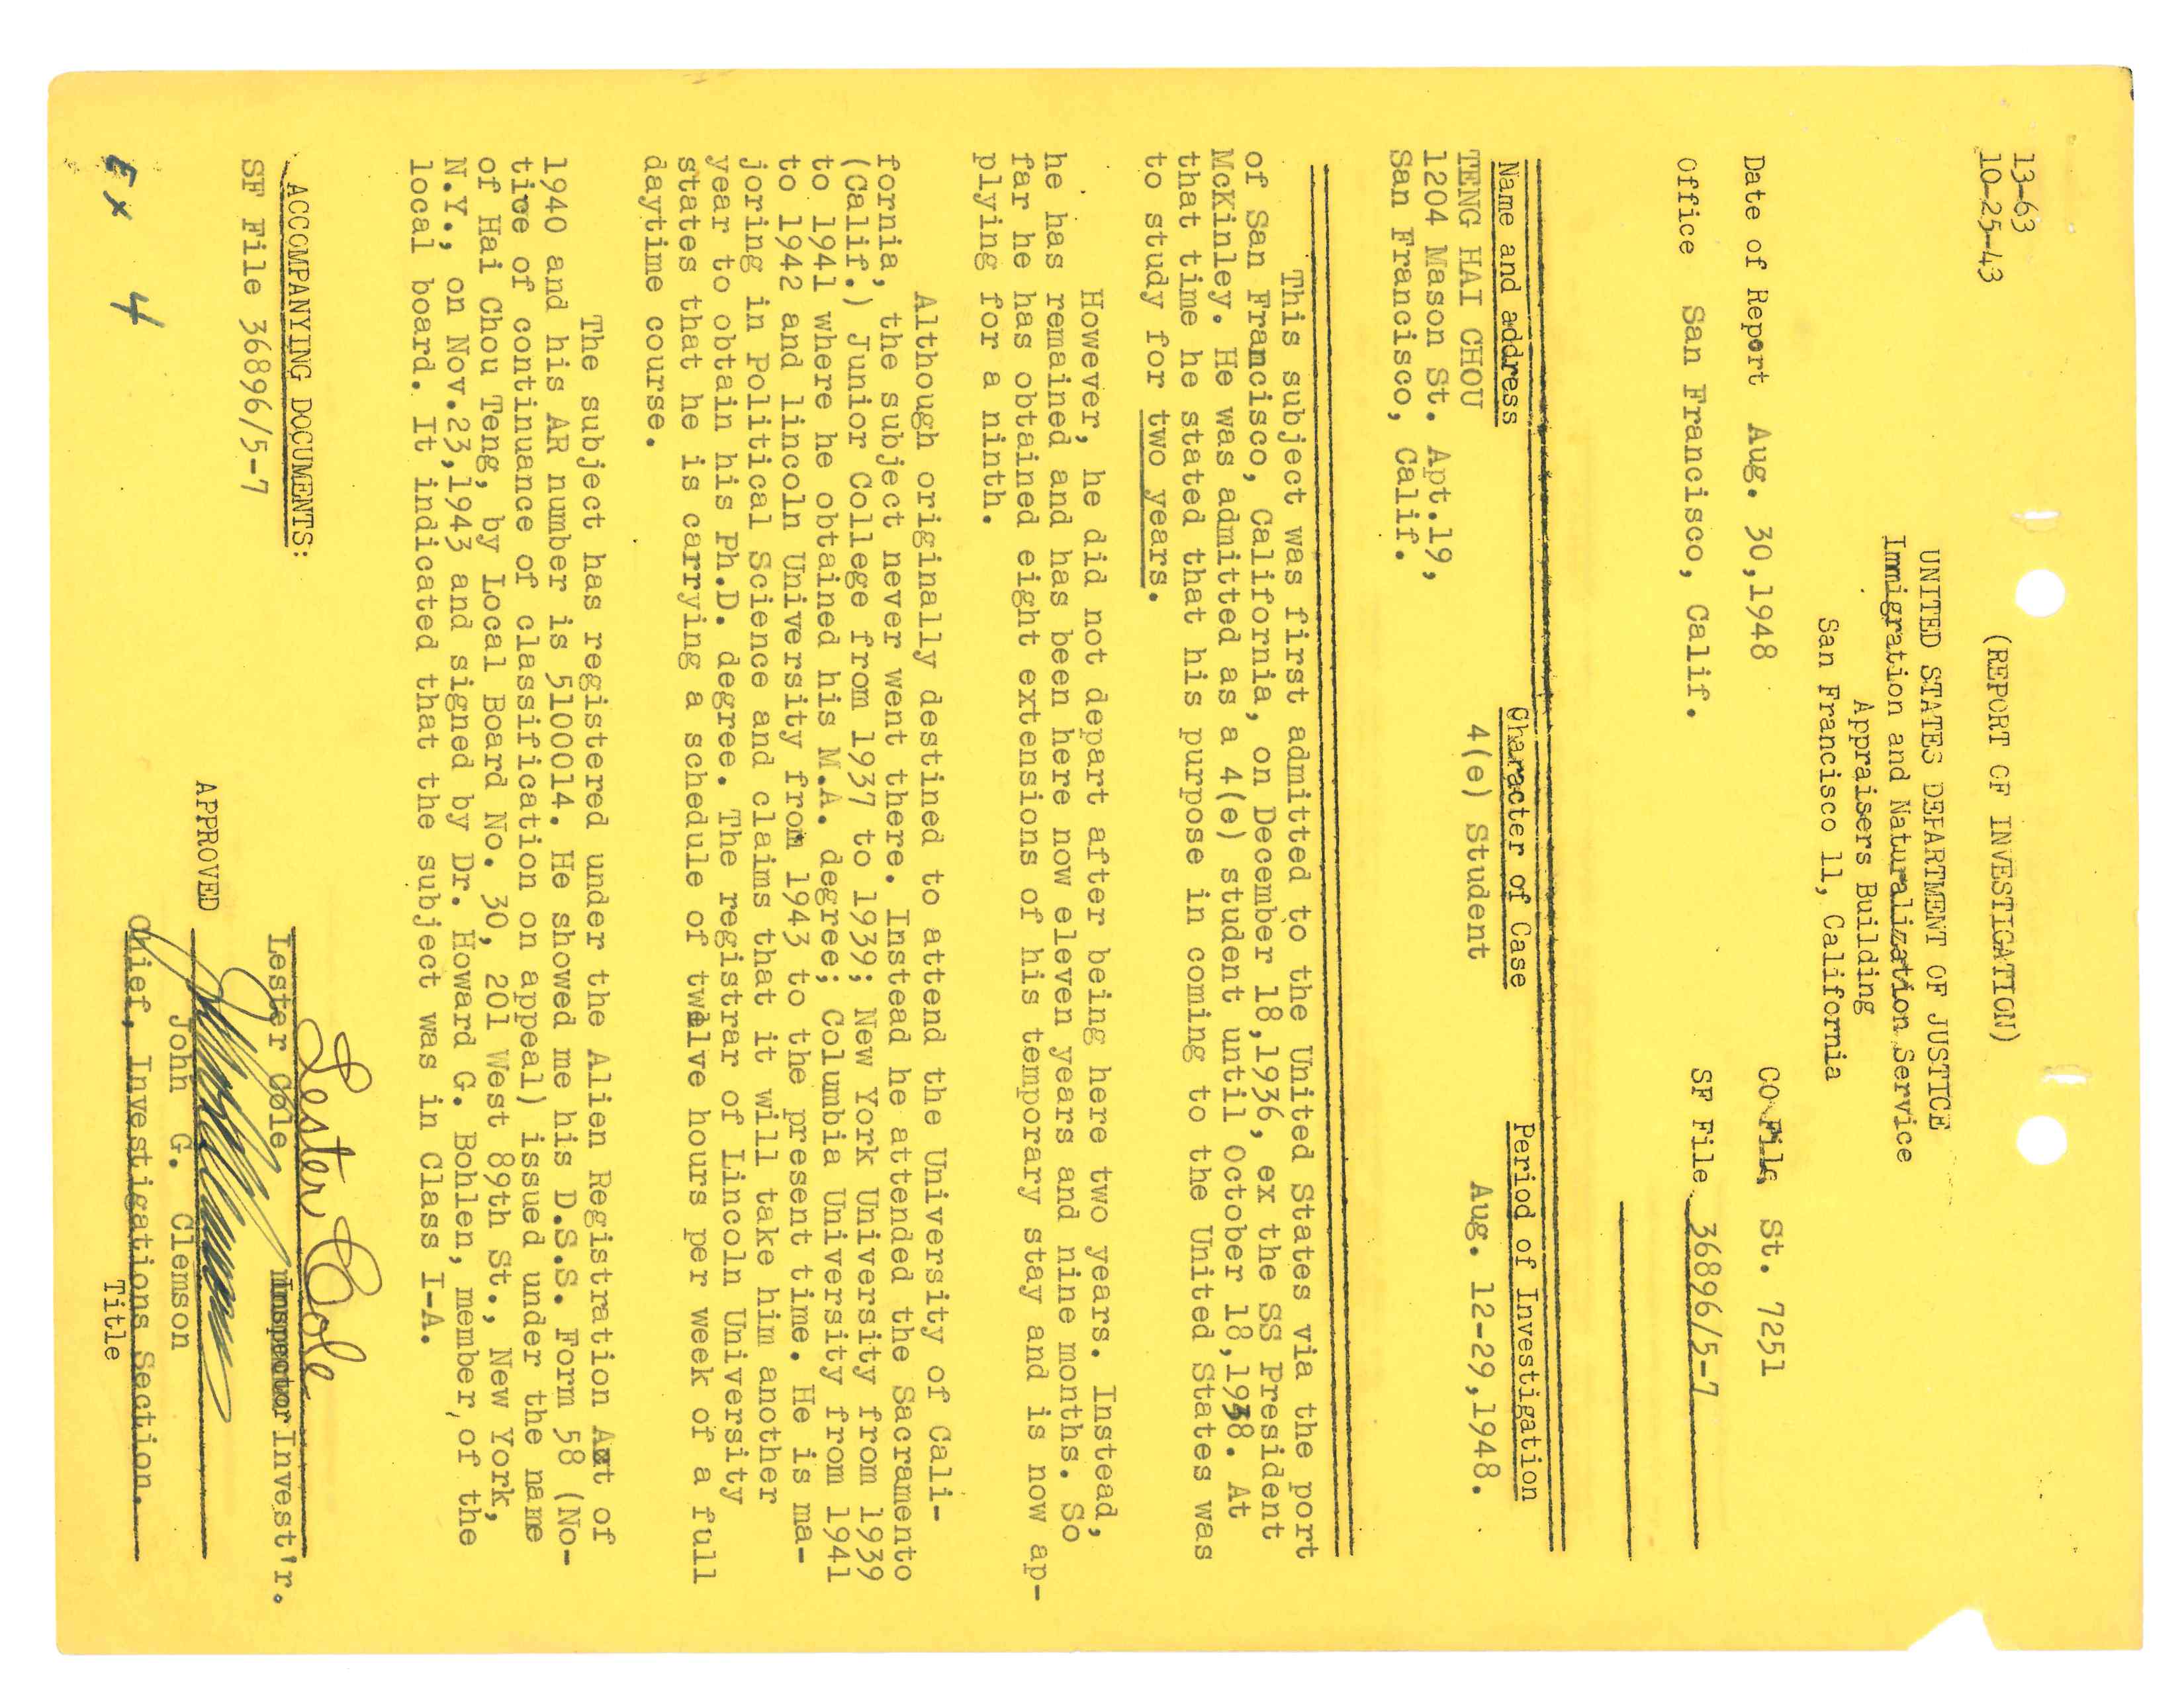 13-63
10-25-43
(REPORT OF INVESTIGATION)
UNITED STATES DEPARTMENT OF JUSTICE
Immigration and Naturalization Service
Appraisers Building
San Francisco 11, California
Date of Report Aug. 30,1948
CO File St. 7251
Office San Francisco, Calif.
SF File 36896/5-7
Name and address Character of Case Period of Investigation
TENG HAI CHOU 4(e) Student Aug. 12-29,1948.
1204 Mason St. Apt.19,
San Francisco, Calif.
This subject was first admitted to the United States via the port
of San Francisco, California, on December 18,1936, ex the SS President
McKinley. He was admitted as a 4(e) student until October 18,1938. At
that time he stated that his purpose in coming to the United States was
to study for two years.
However, he did not depart after being here two years. Instead,
he has remained and has been here now eleven years and nine months. So
far he has obtained eight extensions of his temporary stay and is now ap-
plying for a ninth.
Although originally destined to attend the University of Cali-
fornia, the subject never went there. Instead he attended the Sacramento
(Calif.) Junior College from 1937 to 1939; New York University from 1939
to 1941 where he obtained his M.A. degree; Columbia University from 1941
to 1942 and lincoln University from 1943 to the present time. He is ma-
joring in Political Science and claims that it will take him another
year to obtain his Ph.D. degree. The registrar of Lincoln University
states that he is carrying a schedule of twelve hours per week of a full
daytime course.
The subject has registered under the Alien Registration Act of
1940 and his AR number is 5100014. He showed me his D.S.S. Form 58 (No-
tice of continuance of classification on appeal) issued under the name
of Hai Chou Teng, by Local Board No. 30, 201 West 89th St., New York,
N.Y., on Nov.23,1943 and signed by Dr. Howard G. Bohlen, member, of the
local board. It indicated that the subject was in Class I-A.
Lester Cole
ACCOMPANYING DOCUMENTS:
Lester Cole Inspector Invest'r.
SF File 36896/5-7
APPROVED
John G. Clemson
Chief, Investigations Section.
Title
Ex 4